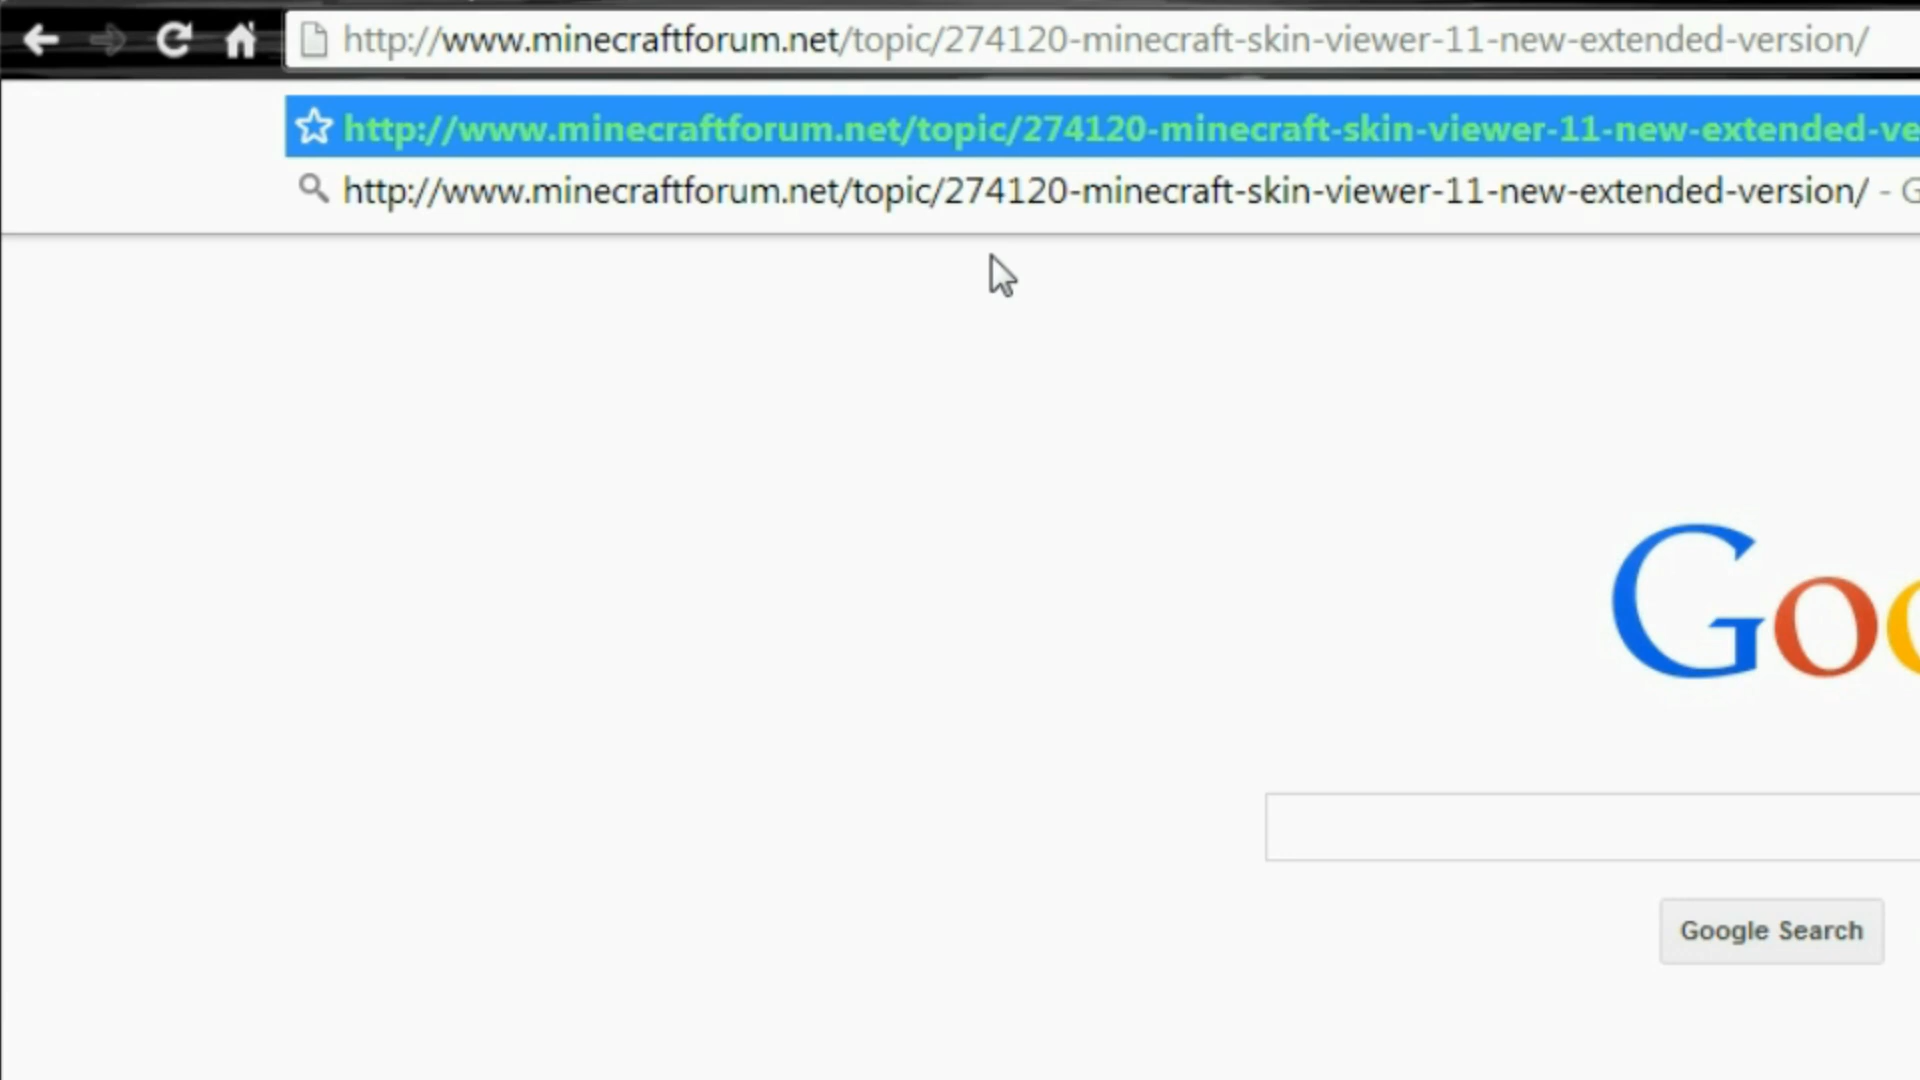 http://www.minecraftforum.net/topic/274120-minecraft-skin-viewer-11-new-extended-version/
http://www.minecraftforum.net/topic/274120-minecraft-skin-viewer-11-new-extended-ve
http://www.minecraftforum.net/topic/274120-minecraft-skin-viewer-11-new-extended-version/ - G
Goo
Google Search